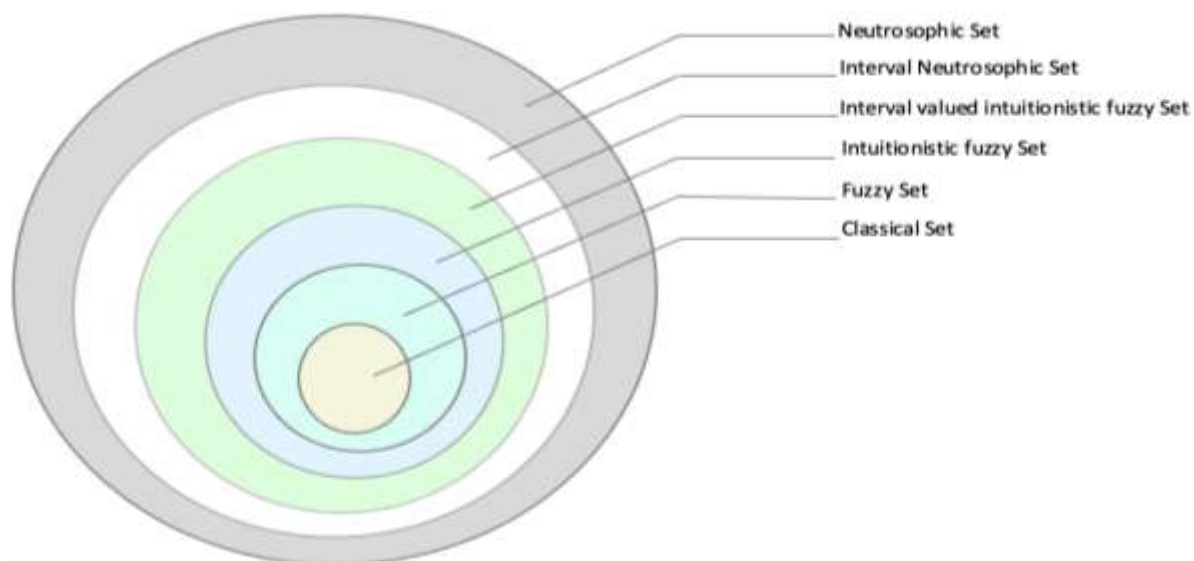 Neutrosophic Set
Interval Neutrosophic Set
Interval valued intuitionistic fuzzy Set
Intuitionistic fuzzy Set
Fuzzy Set
Classical Set